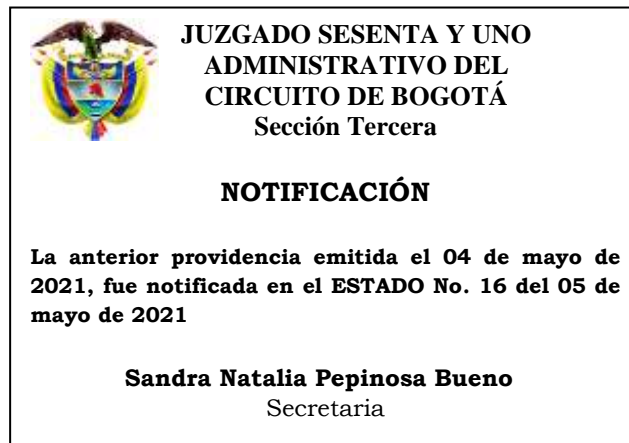 JUZGADO SESENTA Y UNO
ADMINISTRATIVO DEL
CIRCUITO DE BOGOTÁ
Sección Tercera
NOTIFICACIÓN
La anterior providencia emitida el 04 de mayo de
2021, fue notificada en el ESTADO No. 16 del 05 de
mayo de 2021
Sandra Natalia Pepinosa Bueno
Secretaria